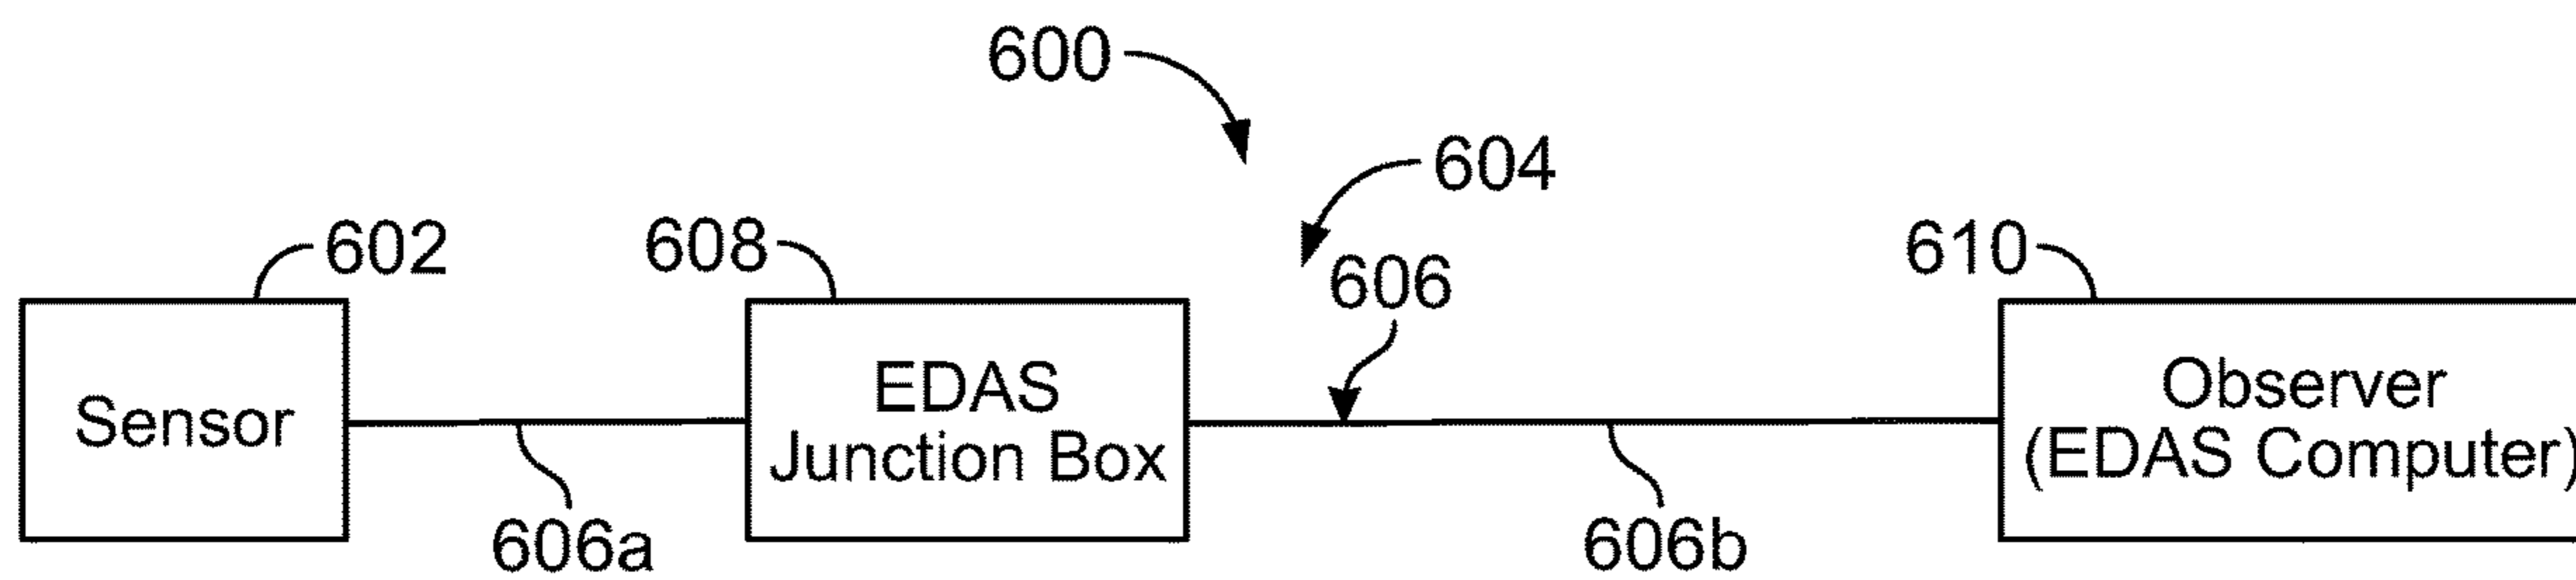 600
604
602
608
606
610
Sensor
EDAS
Junction Box
Observer
(EDAS Computer)
606a
606b